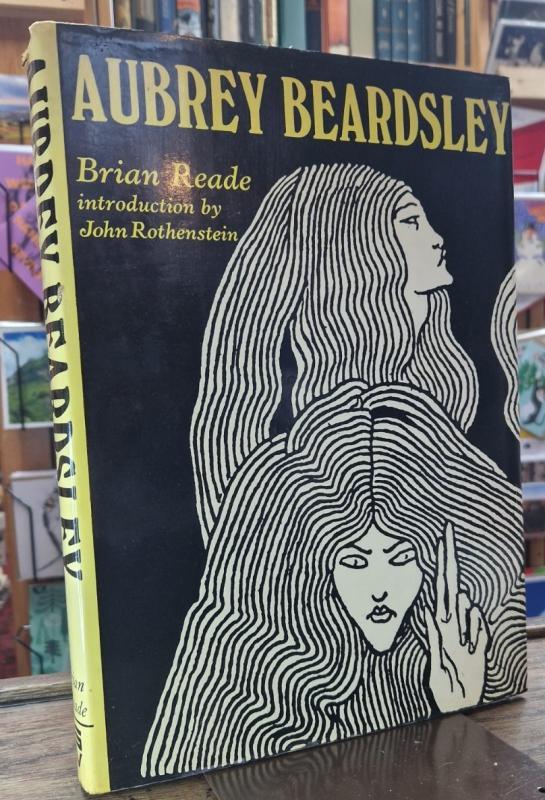 AUBREY BEARDSLEY
Brian Reade
introduction by
John Rothenstein
AUBREY BEARDSLEY